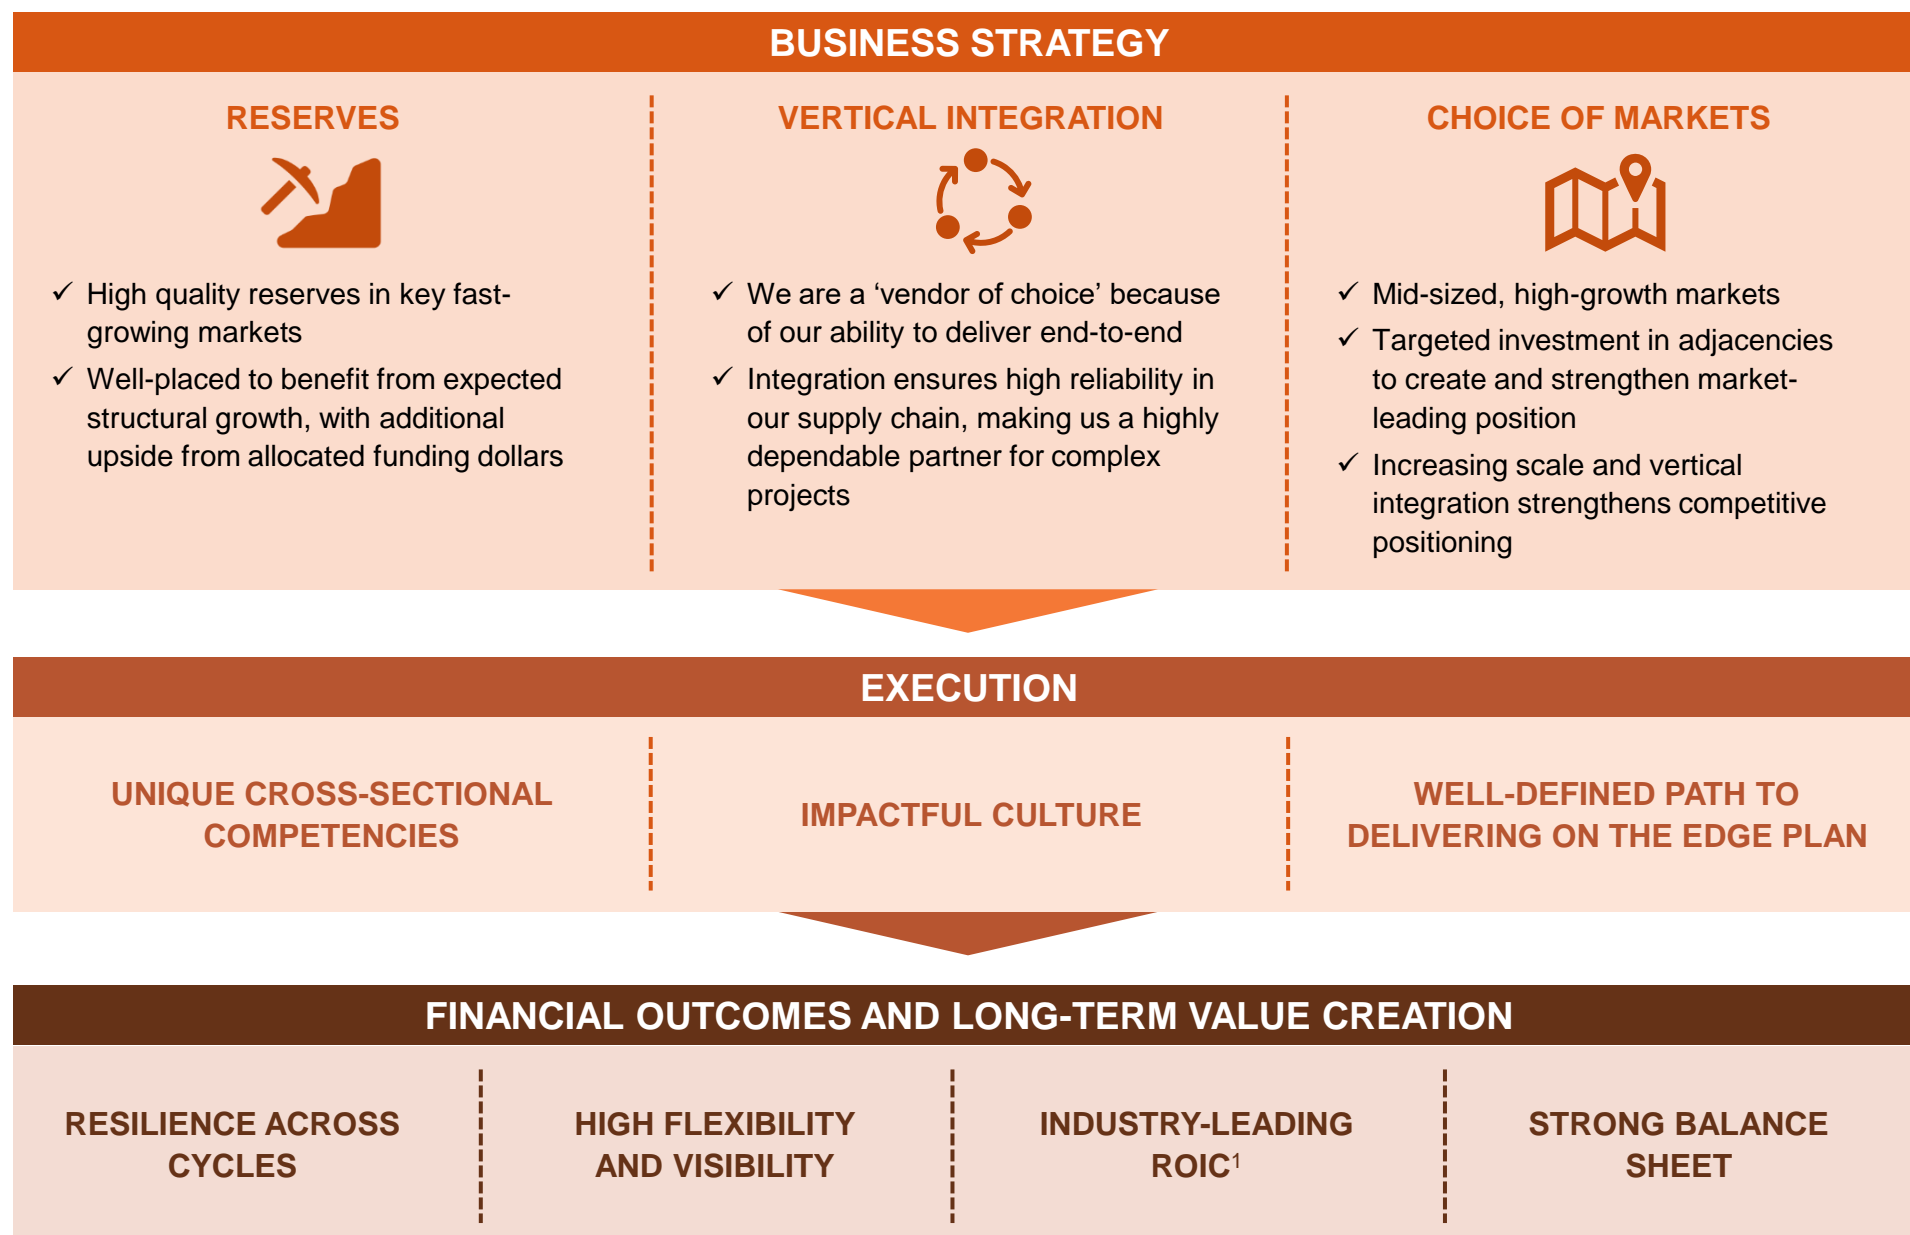 BUSINESS STRATEGY
RESERVES
✓ High quality reserves in key fast-
growing markets
✓ Well-placed to benefit from expected
structural growth, with additional
upside from allocated funding dollars
VERTICAL INTEGRATION
✓ We are a ‘vendor of choice’ because
of our ability to deliver end-to-end
✓ Integration ensures high reliability in
our supply chain, making us a highly
dependable partner for complex
projects
CHOICE OF MARKETS
✓ Mid-sized, high-growth markets
✓ Targeted investment in adjacencies
to create and strengthen market-
leading position
✓ Increasing scale and vertical
integration strengthens competitive
positioning
EXECUTION
UNIQUE CROSS-SECTIONAL
COMPETENCIES
IMPACTFUL CULTURE
WELL-DEFINED PATH TO
DELIVERING ON THE EDGE PLAN
FINANCIAL OUTCOMES AND LONG-TERM VALUE CREATION
RESILIENCE ACROSS
CYCLES
HIGH FLEXIBILITY
AND VISIBILITY
INDUSTRY-LEADING
ROIC¹
STRONG BALANCE
SHEET